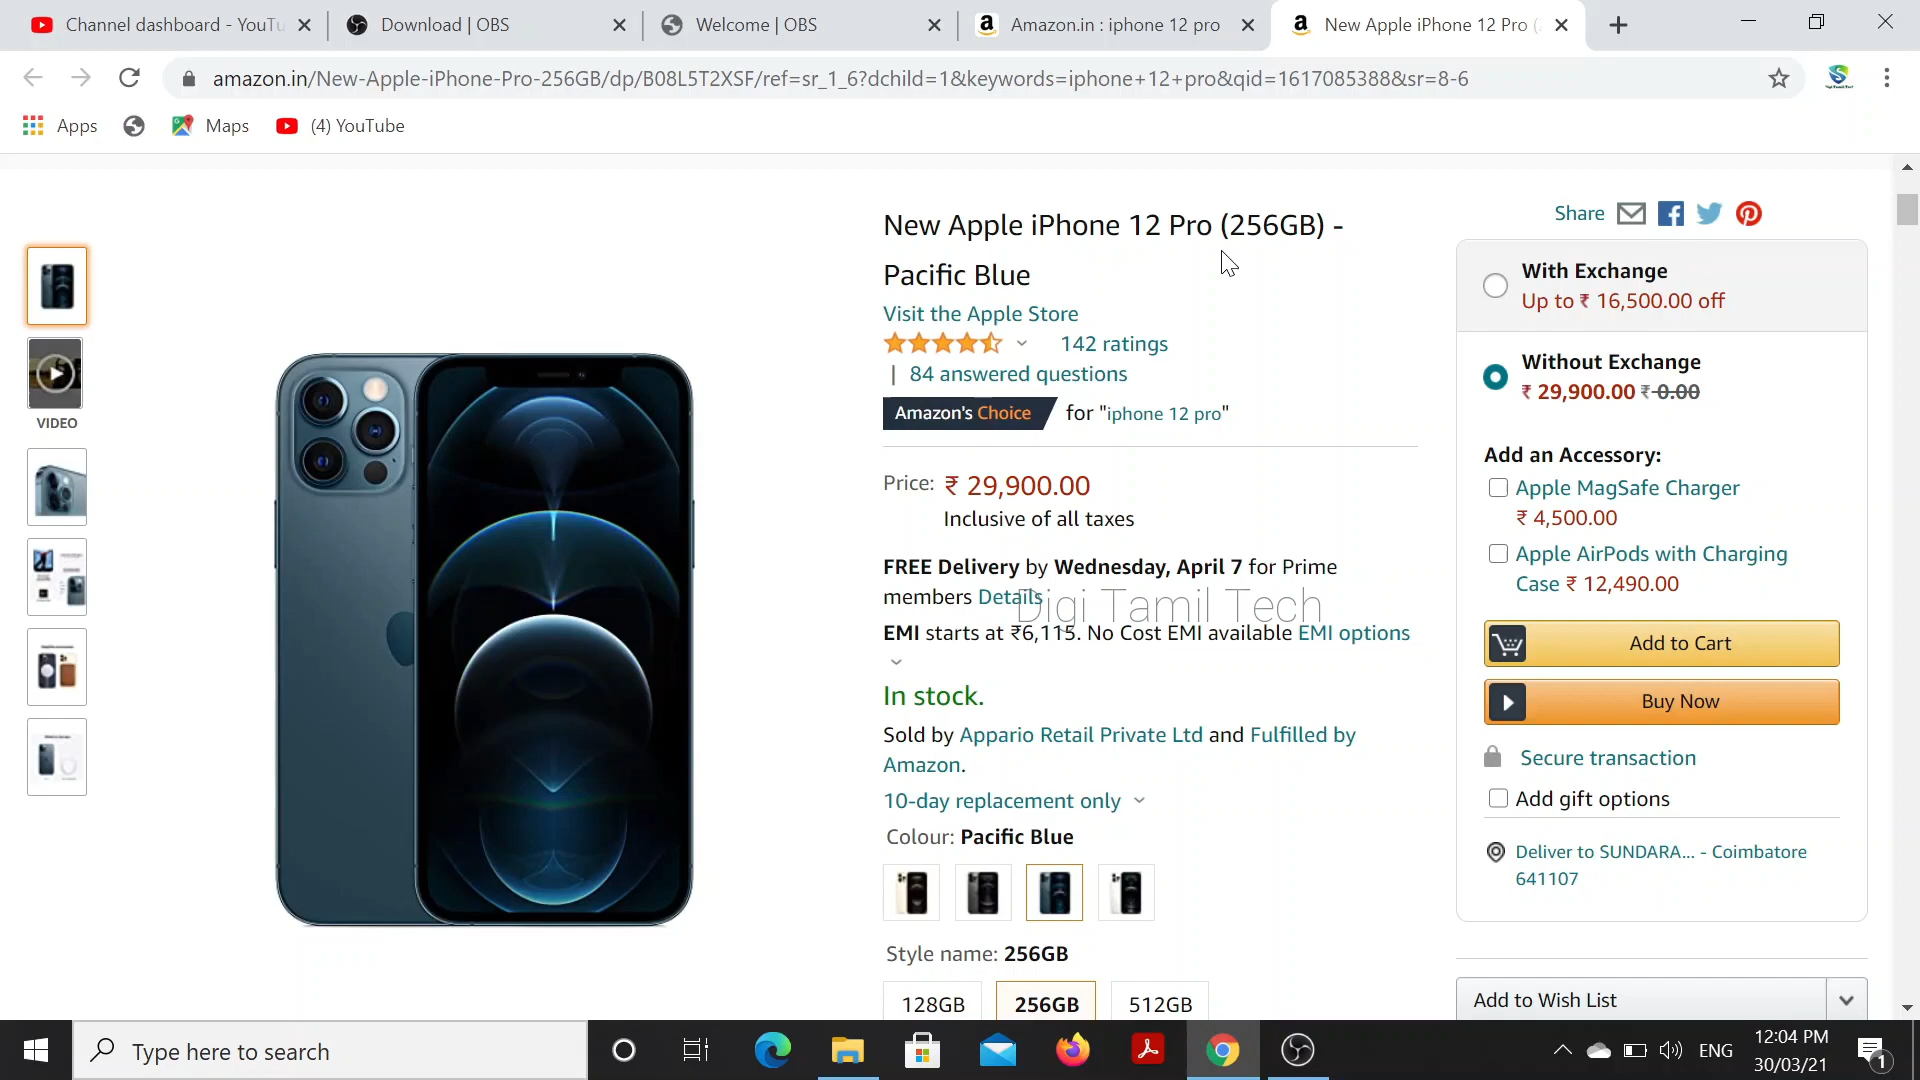 Channel dashboard - YouTu
Download | OBS
Welcome | OBS
Amazon.in : iphone 12 pro
New Apple iPhone 12 Pro (2
amazon.in/New-Apple-iPhone-Pro-256GB/dp/B08L5T2XSF/ref=sr_1_6?dchild=1&keywords=iphone+12+pro&qid=1617085388&sr=8-6
Apps
Maps
(4) YouTube
VIDEO
New Apple iPhone 12 Pro (256GB) -
Pacific Blue
Visit the Apple Store
142 ratings
| 84 answered questions
Amazon's Choice for "iphone 12 pro"
Price: ₹ 29,900.00
Inclusive of all taxes
FREE Delivery by Wednesday, April 7 for Prime
members Details
Digi Tamil Tech
EMI starts at ₹6,115. No Cost EMI available EMI options
In stock.
Sold by Appario Retail Private Ltd and Fulfilled by
Amazon.
10-day replacement only
Colour: Pacific Blue
Style name: 256GB
128GB
256GB
512GB
Share
With Exchange
Up to ₹ 16,500.00 off
Without Exchange
₹ 29,900.00 ₹ 0.00
Add an Accessory:
Apple MagSafe Charger
₹ 4,500.00
Apple AirPods with Charging
Case ₹ 12,490.00
Add to Cart
Buy Now
Secure transaction
Add gift options
Deliver to SUNDARA... - Coimbatore
641107
Add to Wish List
Type here to search
ENG
12:04 PM
30/03/21
1